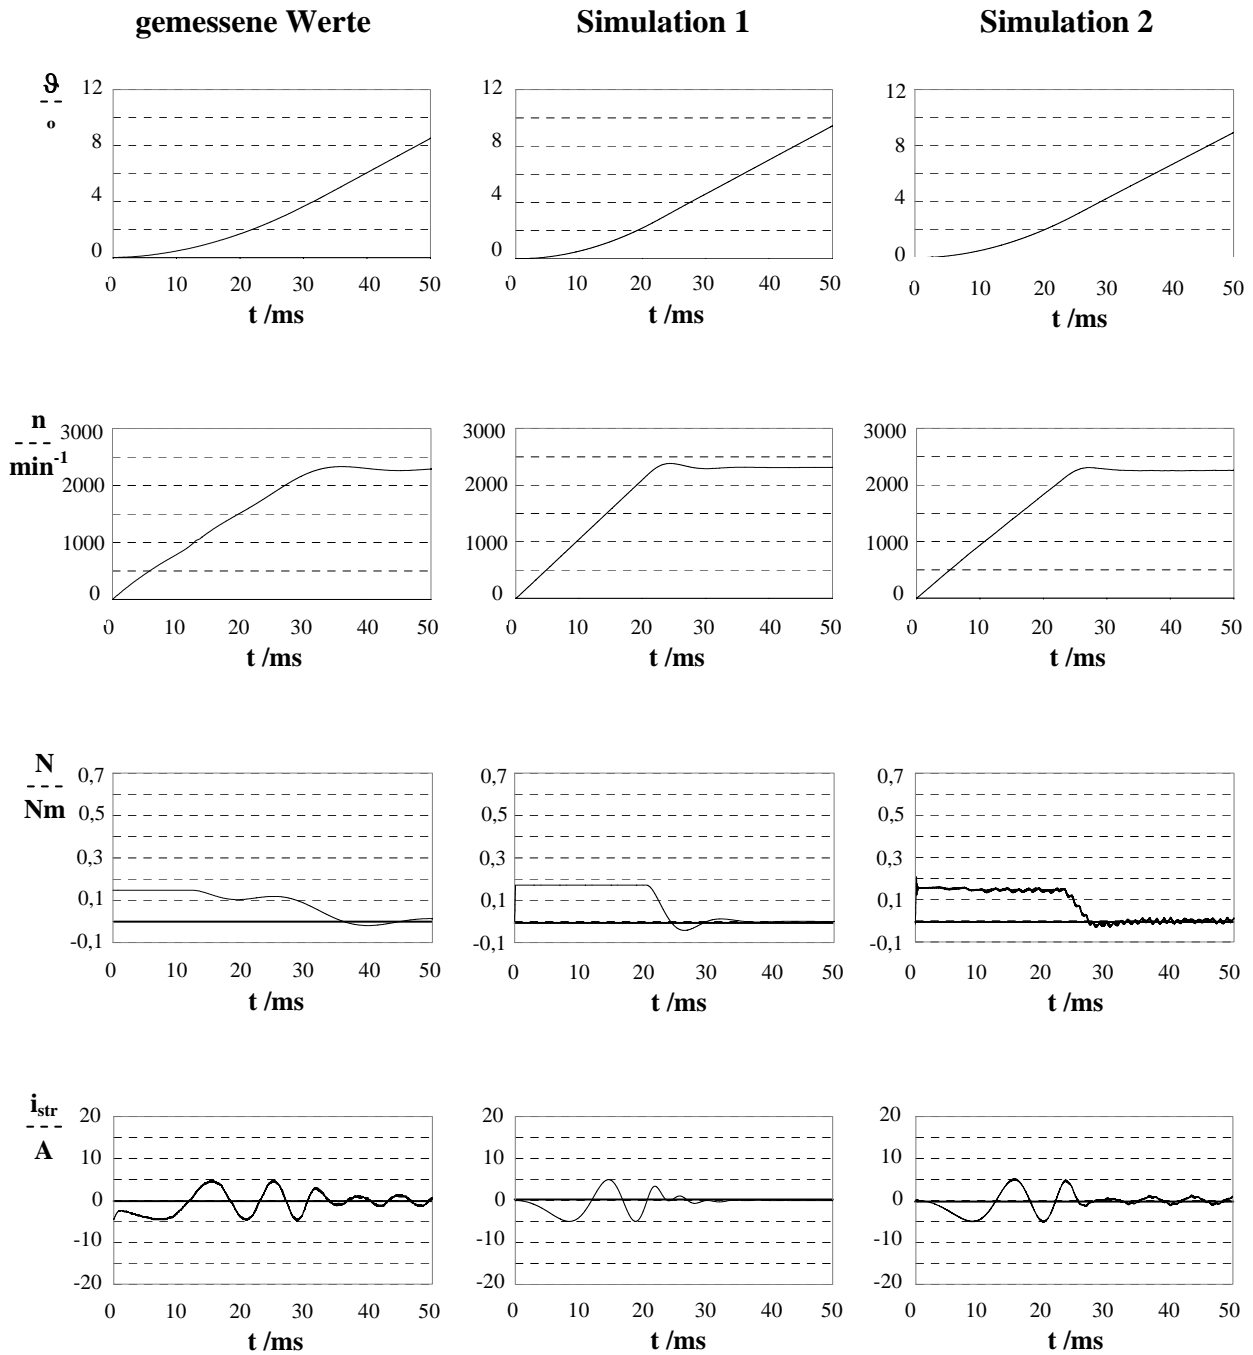 gemessene Werte Simulation 1 Simulation 2
ϑ
°
12 12 12
8 8 8
4 4 4
0 0 0
0 10 20 30 40 50 0 10 20 30 40 50 0 10 20 30 40 50
t /ms t /ms t /ms
n
min⁻¹
3000 3000 3000
2000 2000 2000
1000 1000 1000
0 0 0
0 10 20 30 40 50 0 10 20 30 40 50 0 10 20 30 40 50
t /ms t /ms t /ms
N
Nm
0,7 0,7 0,7
0,5 0,5 0,5
0,3 0,3 0,3
0,1 0,1 0,1
-0,1 -0,1 -0,1
0 10 20 30 40 50 0 10 20 30 40 50 0 10 20 30 40 50
t /ms t /ms t /ms
i_str
A
20 20 20
10 10 10
0 0 0
-10 -10 -10
-20 -20 -20
0 10 20 30 40 50 0 10 20 30 40 50 0 10 20 30 40 50
t /ms t /ms t /ms